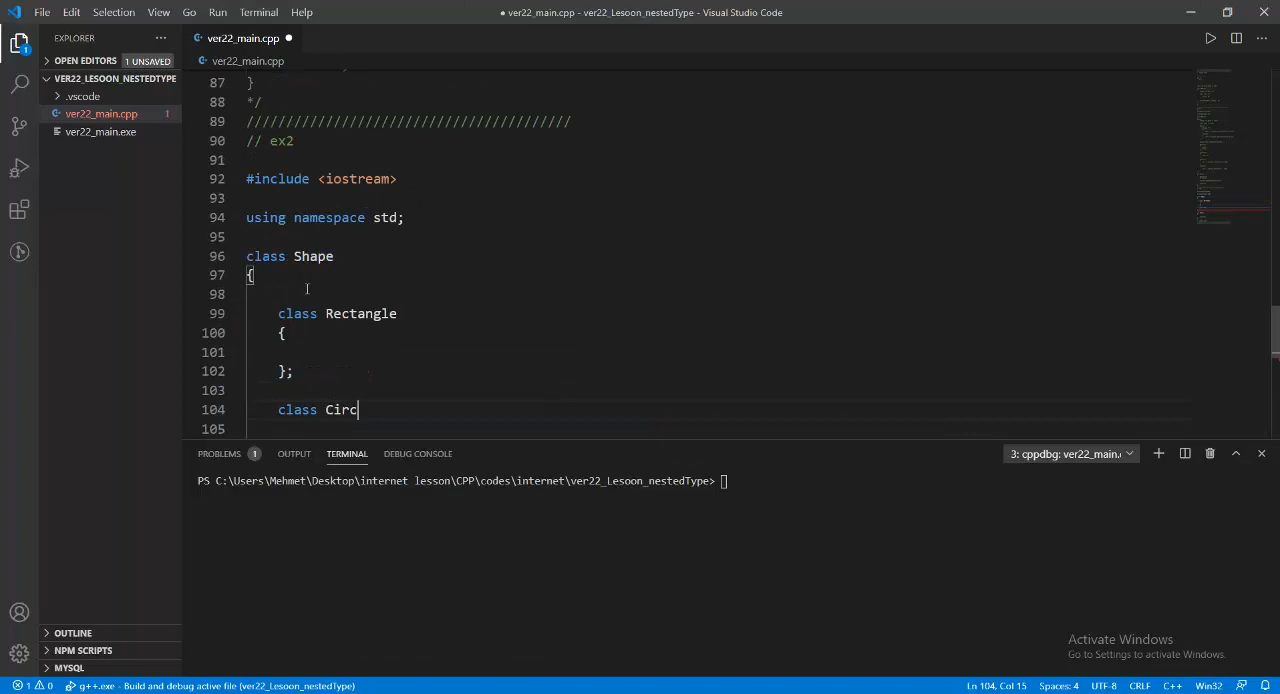 File Edit Selection View Go Run Terminal Help
● ver22_main.cpp - ver22_Lesoon_nestedType - Visual Studio Code
EXPLORER
ver22_main.cpp ●
OPEN EDITORS 1 UNSAVED
ver22_main.cpp
VER22_LESOON_NESTEDTYPE
.vscode
ver22_main.cpp 1
ver22_main.exe
87 }
88 */
89 /////////////////////////////////////////
90 // ex2
91
92 #include <iostream>
93
94 using namespace std;
95
96 class Shape
97 {
98
99 class Rectangle
100 {
101
102 };
103
104 class Circ
105
PROBLEMS 1 OUTPUT TERMINAL DEBUG CONSOLE
3: cppdbg: ver22_main.
PS C:\Users\Mehmet\Desktop\internet lesson\CPP\codes\internet\ver22_Lesoon_nestedType>
OUTLINE
NPM SCRIPTS
MYSQL
Activate Windows
Go to Settings to activate Windows.
1 0 g++.exe - Build and debug active file (ver22_Lesoon_nestedType)
Ln 104, Col 15 Spaces: 4 UTF-8 CRLF C++ Win32